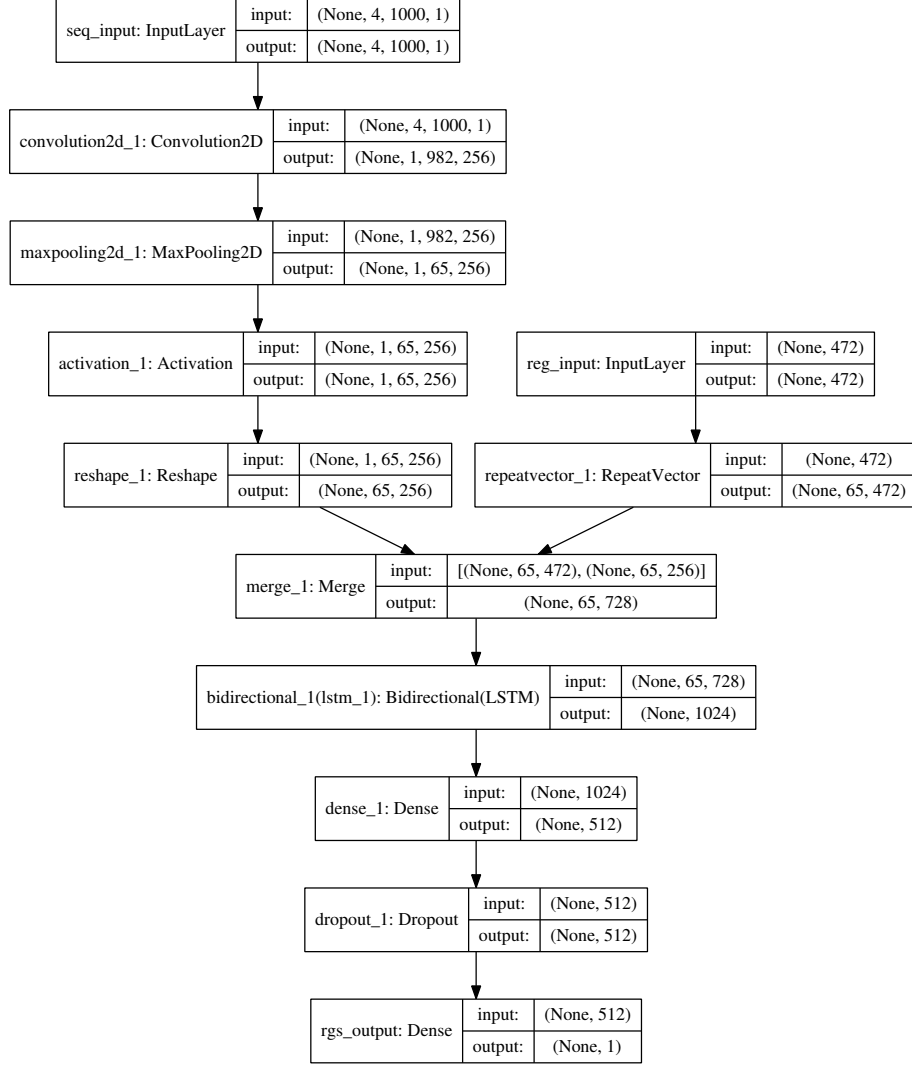 seq_input: InputLayer
input:
(None, 4, 1000, 1)
output:
(None, 4, 1000, 1)
convolution2d_1: Convolution2D
input:
(None, 4, 1000, 1)
output:
(None, 1, 982, 256)
maxpooling2d_1: MaxPooling2D
input:
(None, 1, 982, 256)
output:
(None, 1, 65, 256)
activation_1: Activation
input:
(None, 1, 65, 256)
output:
(None, 1, 65, 256)
reg_input: InputLayer
input:
(None, 472)
output:
(None, 472)
reshape_1: Reshape
input:
(None, 1, 65, 256)
output:
(None, 65, 256)
repeatvector_1: RepeatVector
input:
(None, 472)
output:
(None, 65, 472)
merge_1: Merge
input:
[(None, 65, 472), (None, 65, 256)]
output:
(None, 65, 728)
bidirectional_1(lstm_1): Bidirectional(LSTM)
input:
(None, 65, 728)
output:
(None, 1024)
dense_1: Dense
input:
(None, 1024)
output:
(None, 512)
dropout_1: Dropout
input:
(None, 512)
output:
(None, 512)
rgs_output: Dense
input:
(None, 512)
output:
(None, 1)